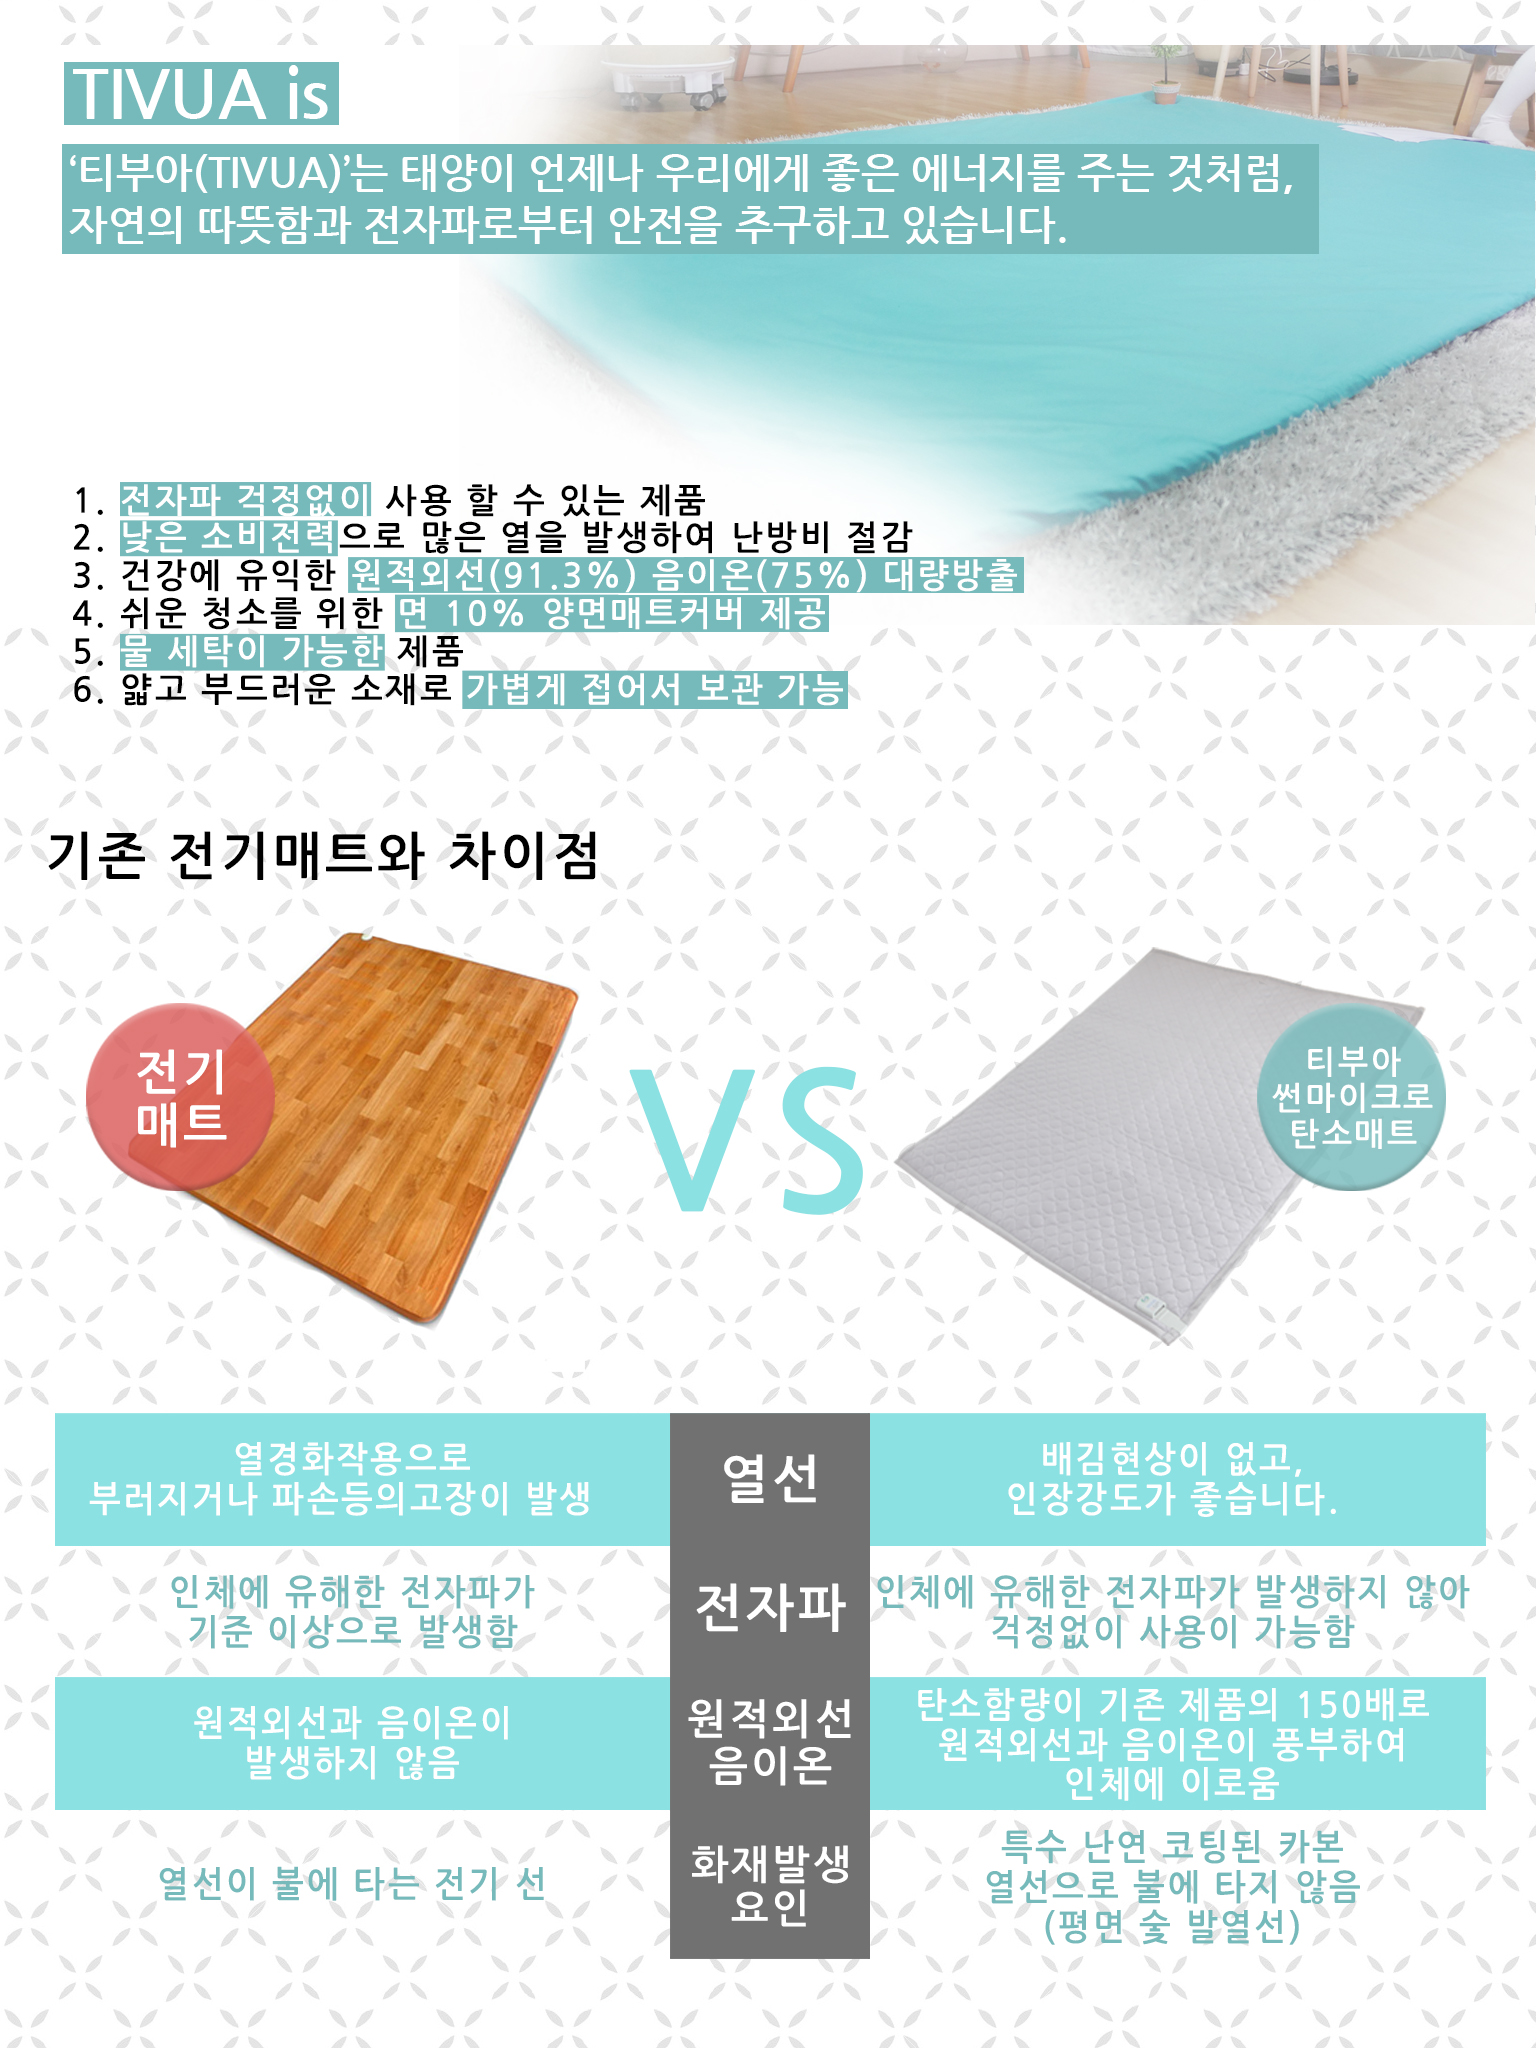 TIVUA is
‘티부아(TIVUA)’는 태양이 언제나 우리에게 좋은 에너지를 주는 것처럼,
자연의 따뜻함과 전자파로부터 안전을 추구하고 있습니다.
1. 전자파 걱정없이 사용 할 수 있는 제품
2. 낮은 소비전력으로 많은 열을 발생하여 난방비 절감
3. 건강에 유익한 원적외선(91.3%) 음이온(75%) 대량방출
4. 쉬운 청소를 위한 면 10% 양면매트커버 제공
5. 물 세탁이 가능한 제품
6. 얇고 부드러운 소재로 가볍게 접어서 보관 가능
기존 전기매트와 차이점
전기
매트
VS
티부아
썬마이크로
탄소매트
열경화작용으로
부러지거나 파손등의고장이 발생
열선
배김현상이 없고,
인장강도가 좋습니다.
인체에 유해한 전자파가
기준 이상으로 발생함
전자파
인체에 유해한 전자파가 발생하지 않아
걱정없이 사용이 가능함
원적외선과 음이온이
발생하지 않음
원적외선
음이온
탄소함량이 기존 제품의 150배로
원적외선과 음이온이 풍부하여
인체에 이로움
열선이 불에 타는 전기 선
화재발생
요인
특수 난연 코팅된 카본
열선으로 불에 타지 않음
(평면 숯 발열선)